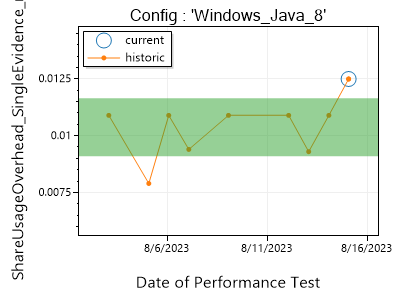 Config : 'Windows_Java_8'
current
historic
0.0125
0.01
0.0075
8/6/2023
8/11/2023
8/16/2023
Date of Performance Test
ShareUsageOverhead_SingleEvidence_